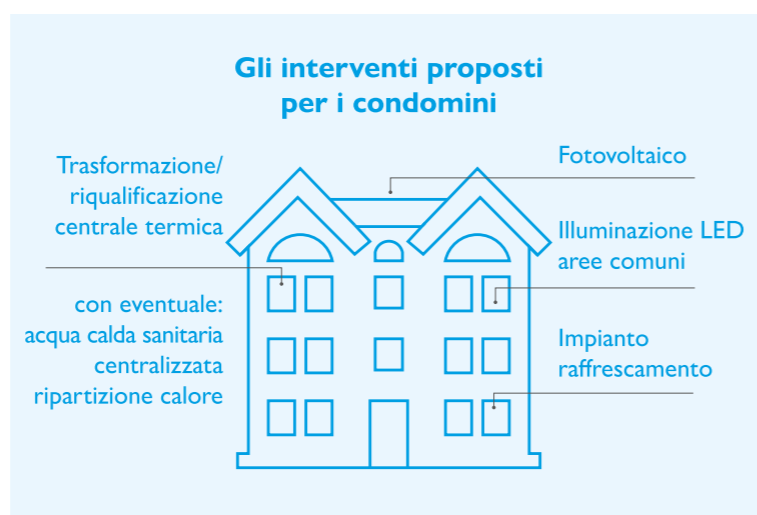 Gli interventi proposti
per i condomini
Trasformazione/
riqualificazione
centrale termica
con eventuale:
acqua calda sanitaria
centralizzata
ripartizione calore
Fotovoltaico
Illuminazione LED
aree comuni
Impianto
raffrescamento